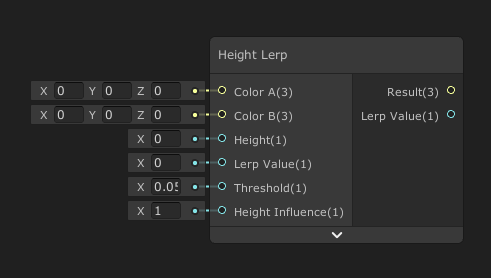 Height Lerp
X 0 Y 0 Z 0 Color A(3) Result(3)
X 0 Y 0 Z 0 Color B(3) Lerp Value(1)
X 0 Height(1)
X 0 Lerp Value(1)
X 0.05 Threshold(1)
X 1 Height Influence(1)